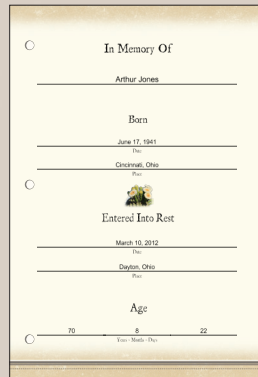 In Memory Of
Arthur Jones
Born
June 17, 1941
Date
Cincinnati, Ohio
Place
Entered Into Rest
March 10, 2012
Date
Dayton, Ohio
Place
Age
70 8 22
Years - Months - Days